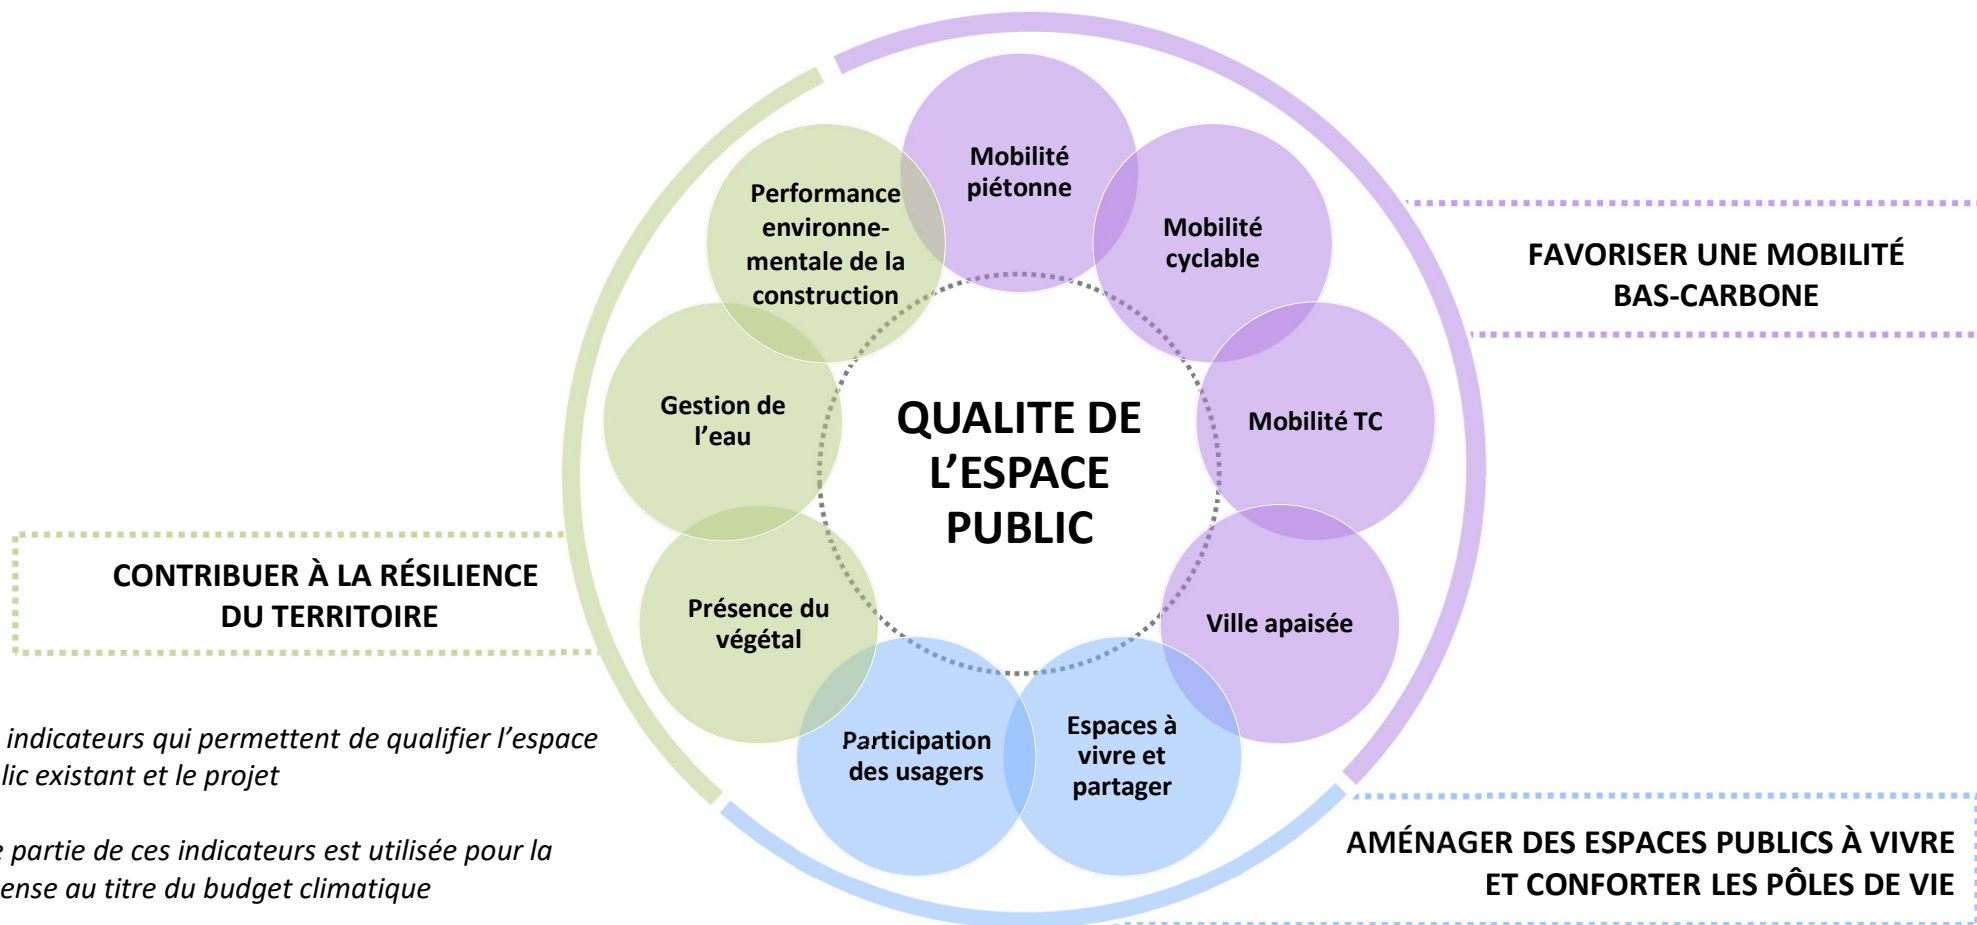 Mobilité
piétonne
Performance
environne-
mentale de la
construction
Mobilité
cyclable
FAVORISER UNE MOBILITÉ
BAS-CARBONE
Gestion de
l’eau
QUALITE DE
L’ESPACE
PUBLIC
Mobilité TC
CONTRIBUER À LA RÉSILIENCE
DU TERRITOIRE
Présence du
végétal
Ville apaisée
Participation
des usagers
Espaces à
vivre et
partager
indicateurs qui permettent de qualifier l’espace
existant et le projet
partie de ces indicateurs est utilisée pour la
au titre du budget climatique
AMÉNAGER DES ESPACES PUBLICS À VIVRE
ET CONFORTER LES PÔLES DE VIE